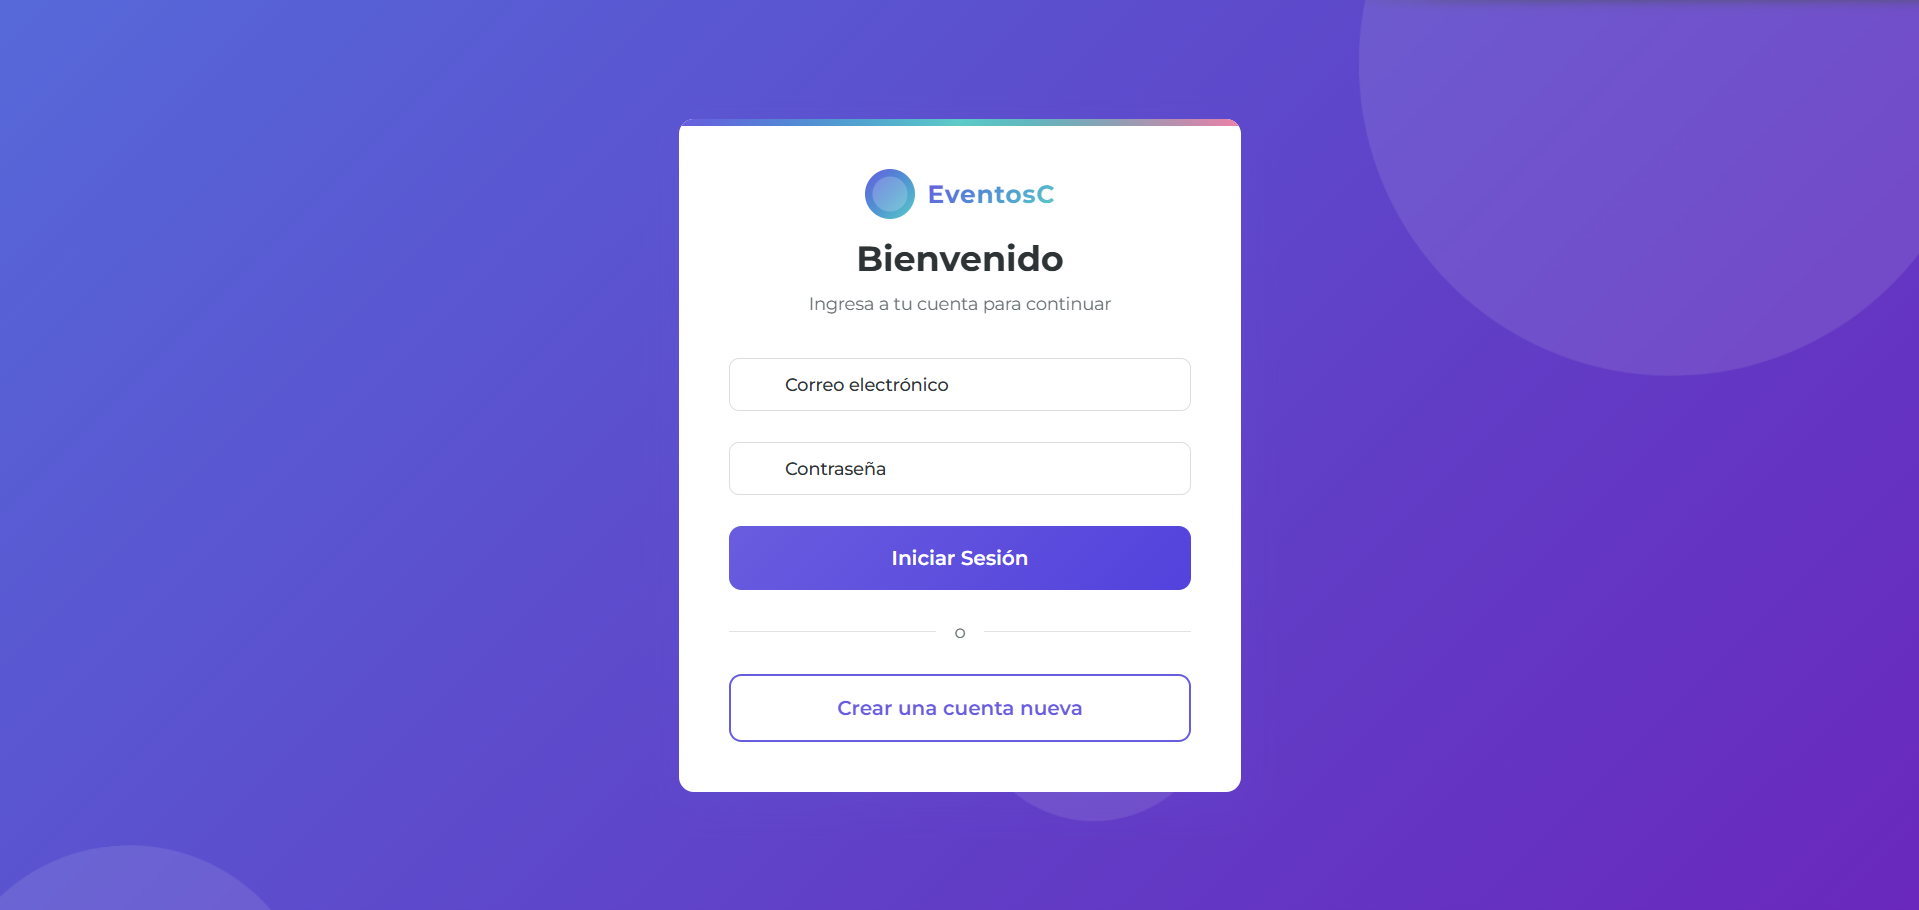 EventosC
Bienvenido
Ingresa a tu cuenta para continuar
Correo electrónico
Contraseña
Iniciar Sesión
o
Crear una cuenta nueva